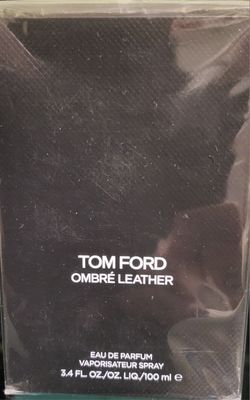 TOM FORD
OMBRÉ LEATHER
EAU DE PARFUM
VAPORISATEUR SPRAY
3.4 FL. OZ./OZ. LIQ./100 ml ℮